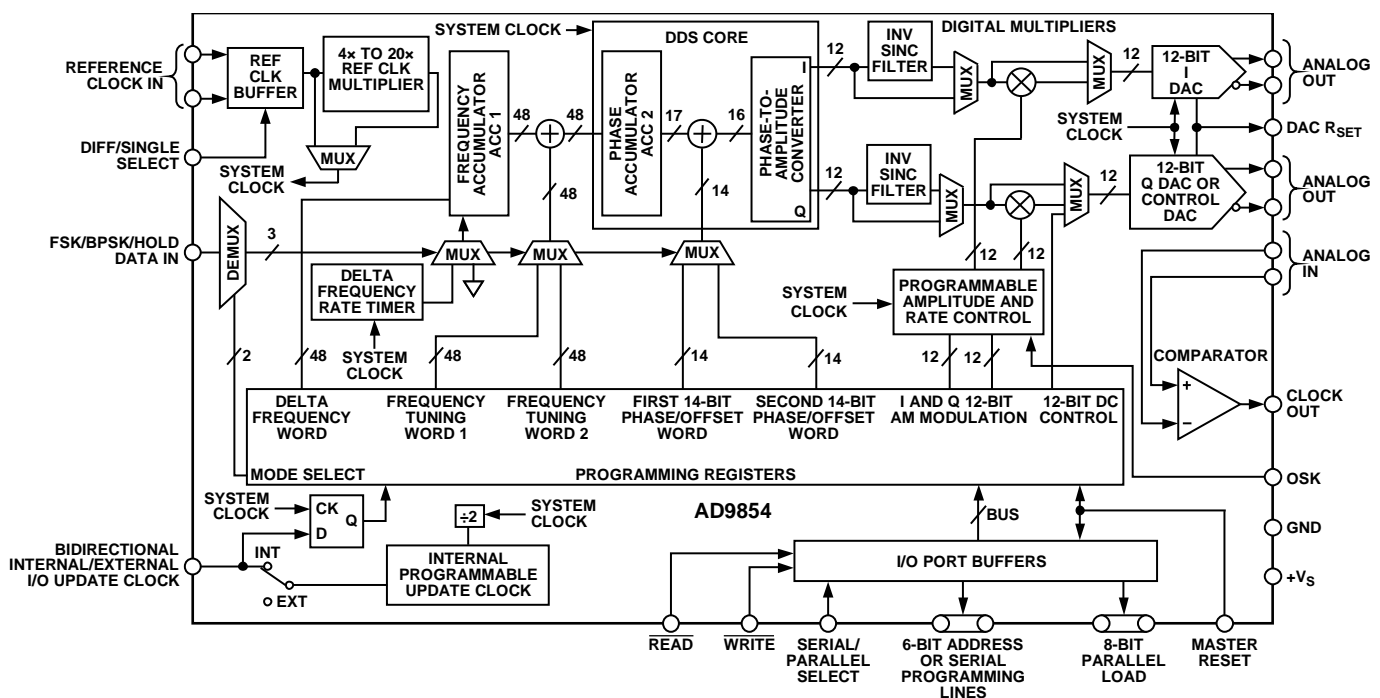 SYSTEM CLOCK
DDS CORE
DIGITAL MULTIPLIERS
REFERENCE
CLOCK IN
REF
CLK
BUFFER
4× TO 20×
REF CLK
MULTIPLIER
FREQUENCY
ACCUMULATOR
ACC 1
48
48
PHASE
ACCUMULATOR
ACC 2
17
16
PHASE-TO-
AMPLITUDE
CONVERTER
I
Q
12
INV
SINC
FILTER
MUX
MUX
12
12-BIT
I
DAC
ANALOG
OUT
SYSTEM
CLOCK
DAC RSET
DIFF/SINGLE
SELECT
MUX
SYSTEM
CLOCK
48
14
12
INV
SINC
FILTER
MUX
MUX
12
12-BIT
Q DAC OR
CONTROL
DAC
ANALOG
OUT
FSK/BPSK/HOLD
DATA IN
DEMUX
3
MUX
MUX
MUX
12
12
ANALOG
IN
DELTA
FREQUENCY
RATE TIMER
SYSTEM
CLOCK
SYSTEM
CLOCK
PROGRAMMABLE
AMPLITUDE AND
RATE CONTROL
2
48
48
48
14
14
12
12
COMPARATOR
+
−
CLOCK
OUT
DELTA
FREQUENCY
WORD
FREQUENCY
TUNING
WORD 1
FREQUENCY
TUNING
WORD 2
FIRST 14-BIT
PHASE/OFFSET
WORD
SECOND 14-BIT
PHASE/OFFSET
WORD
I AND Q 12-BIT
AM MODULATION
12-BIT DC
CONTROL
MODE SELECT
PROGRAMMING REGISTERS
OSK
SYSTEM
CLOCK
CK
Q
D
÷2
SYSTEM
CLOCK
AD9854
BUS
GND
BIDIRECTIONAL
INTERNAL/EXTERNAL
I/O UPDATE CLOCK
INT
EXT
INTERNAL
PROGRAMMABLE
UPDATE CLOCK
I/O PORT BUFFERS
+VS
READ
WRITE
SERIAL/
PARALLEL
SELECT
6-BIT ADDRESS
OR SERIAL
PROGRAMMING
LINES
8-BIT
PARALLEL
LOAD
MASTER
RESET